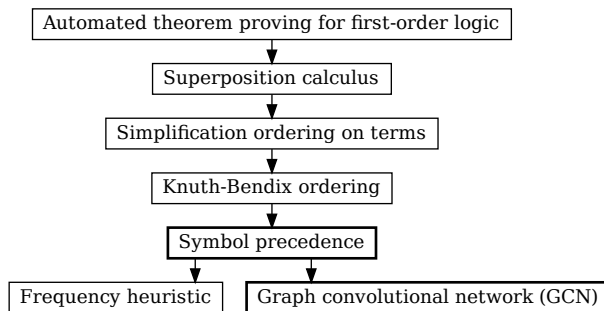 Automated theorem proving for first-order logic
Superposition calculus
Simplification ordering on terms
Knuth-Bendix ordering
Symbol precedence
Frequency heuristic
Graph convolutional network (GCN)